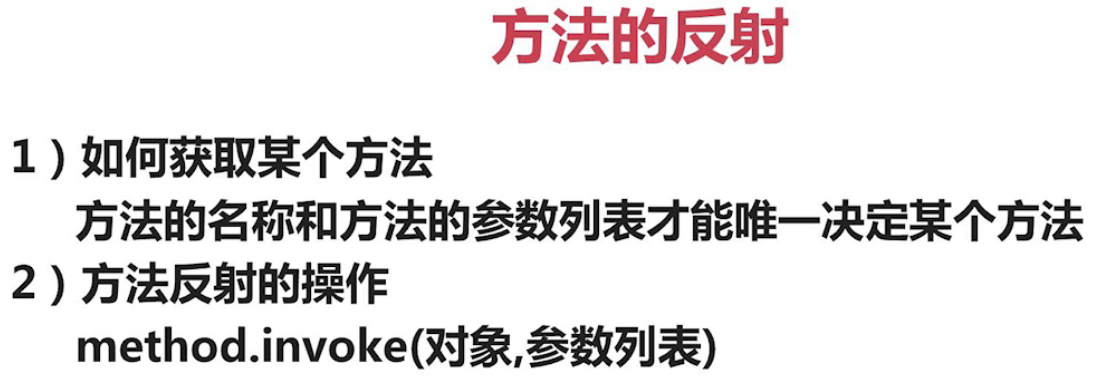 方法的反射
1）如何获取某个方法
方法的名称和方法的参数列表才能唯一决定某个方法
2）方法反射的操作
method.invoke(对象,参数列表)